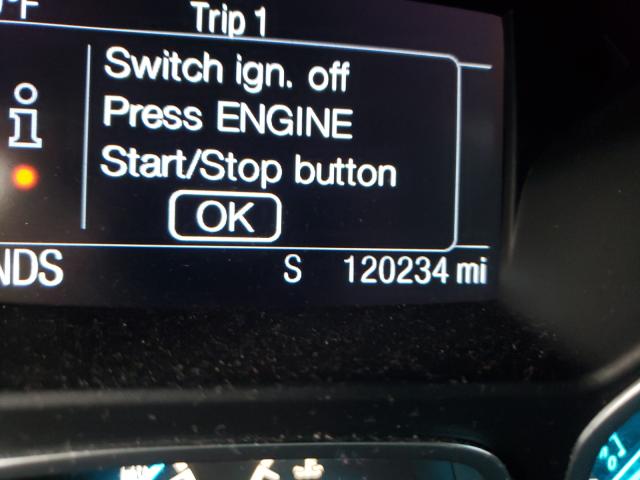 °F
Trip 1
Switch ign. off
Press ENGINE
Start/Stop button
OK
NDS
S 120234 mi